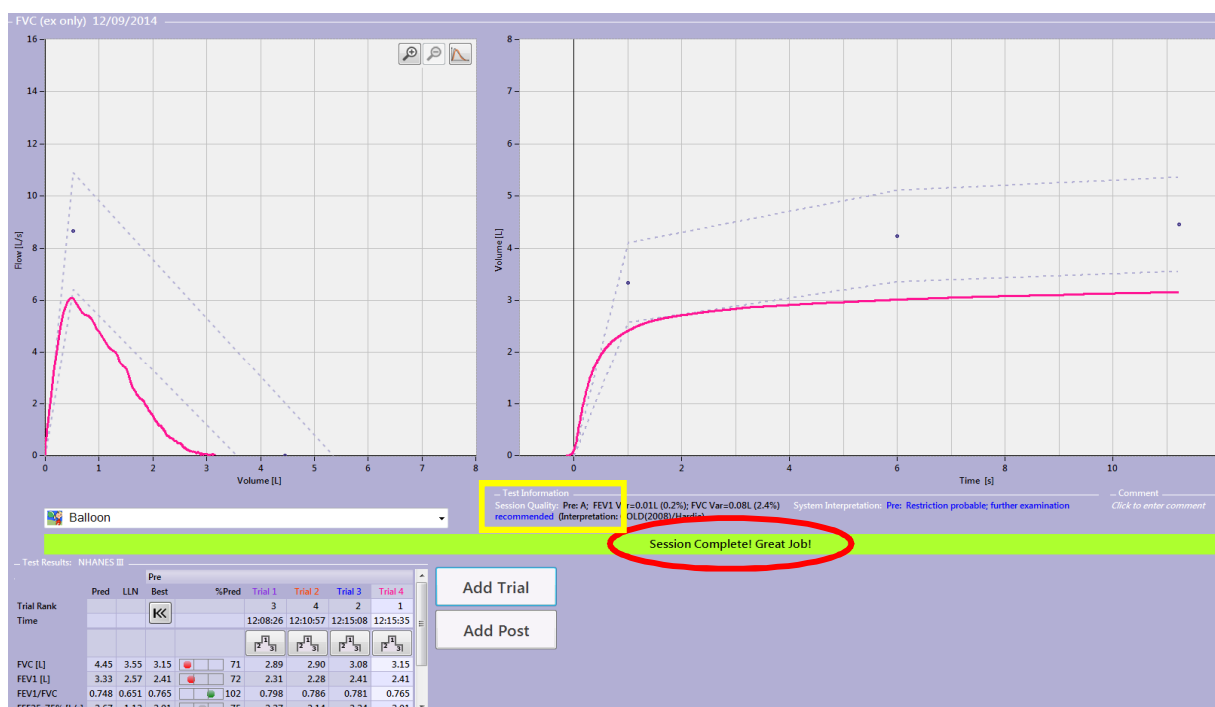 FVC (ex only) 12/09/2014
16
14
12
10
8
6
4
2
0
Flow [L/s]
0 1 2 3 4 5 6 7 8
Volume [L]
8
7
6
5
4
3
2
1
0
Volume [L]
0 2 4 6 8 10
Time [s]
Balloon
Test Information
Session Quality: Pre: A; FEV1 Var=0.01L (0.2%); FVC Var=0.08L (2.4%) System Interpretation: Pre: Restriction probable; further examination
recommended (Interpretation: GOLD(2008)/Hardie)
Comment
Click to enter comment
Session Complete! Great Job!
Test Results: NHANES III
Pre
Pred LLN Best %Pred Trial 1 Trial 2 Trial 3 Trial 4
Trial Rank 3 4 2 1
Time 12:08:26 12:10:57 12:15:08 12:15:35
FVC [L] 4.45 3.55 3.15 71 2.89 2.90 3.08 3.15
FEV1 [L] 3.33 2.57 2.41 72 2.31 2.28 2.41 2.41
FEV1/FVC 0.748 0.651 0.765 102 0.798 0.786 0.781 0.765
Add Trial
Add Post